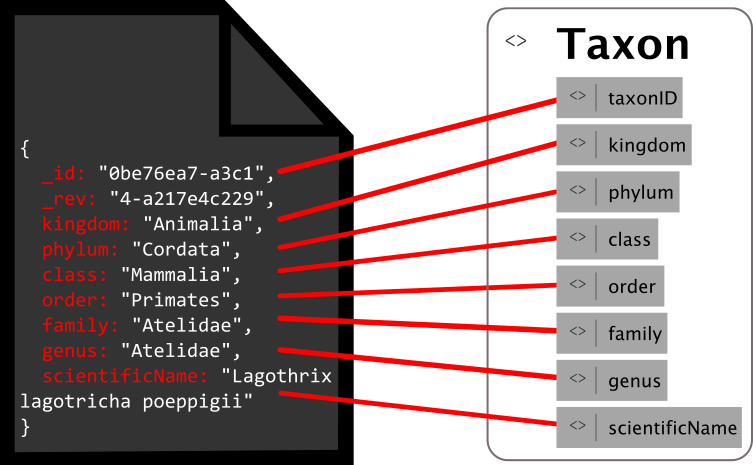 {
_id: "0be76ea7-a3c1",
_rev: "4-a217e4c229",
kingdom: "Animalia",
phylum: "Cordata",
class: "Mammalia",
order: "Primates",
family: "Atelidae",
genus: "Atelidae",
scientificName: "Lagothrix
lagotricha poeppigii"
}
<> Taxon
<> taxonID
<> kingdom
<> phylum
<> class
<> order
<> family
<> genus
<> scientificName